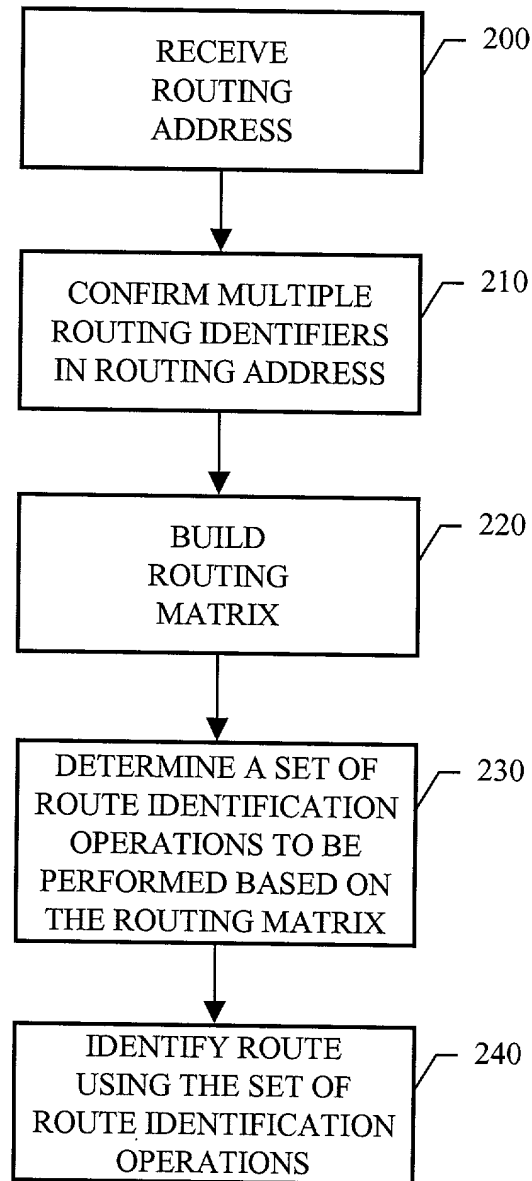 RECEIVE
ROUTING
ADDRESS
200
CONFIRM MULTIPLE
ROUTING IDENTIFIERS
IN ROUTING ADDRESS
210
BUILD
ROUTING
MATRIX
220
DETERMINE A SET OF
ROUTE IDENTIFICATION
OPERATIONS TO BE
PERFORMED BASED ON
THE ROUTING MATRIX
230
IDENTIFY ROUTE
USING THE SET OF
ROUTE IDENTIFICATION
OPERATIONS
240